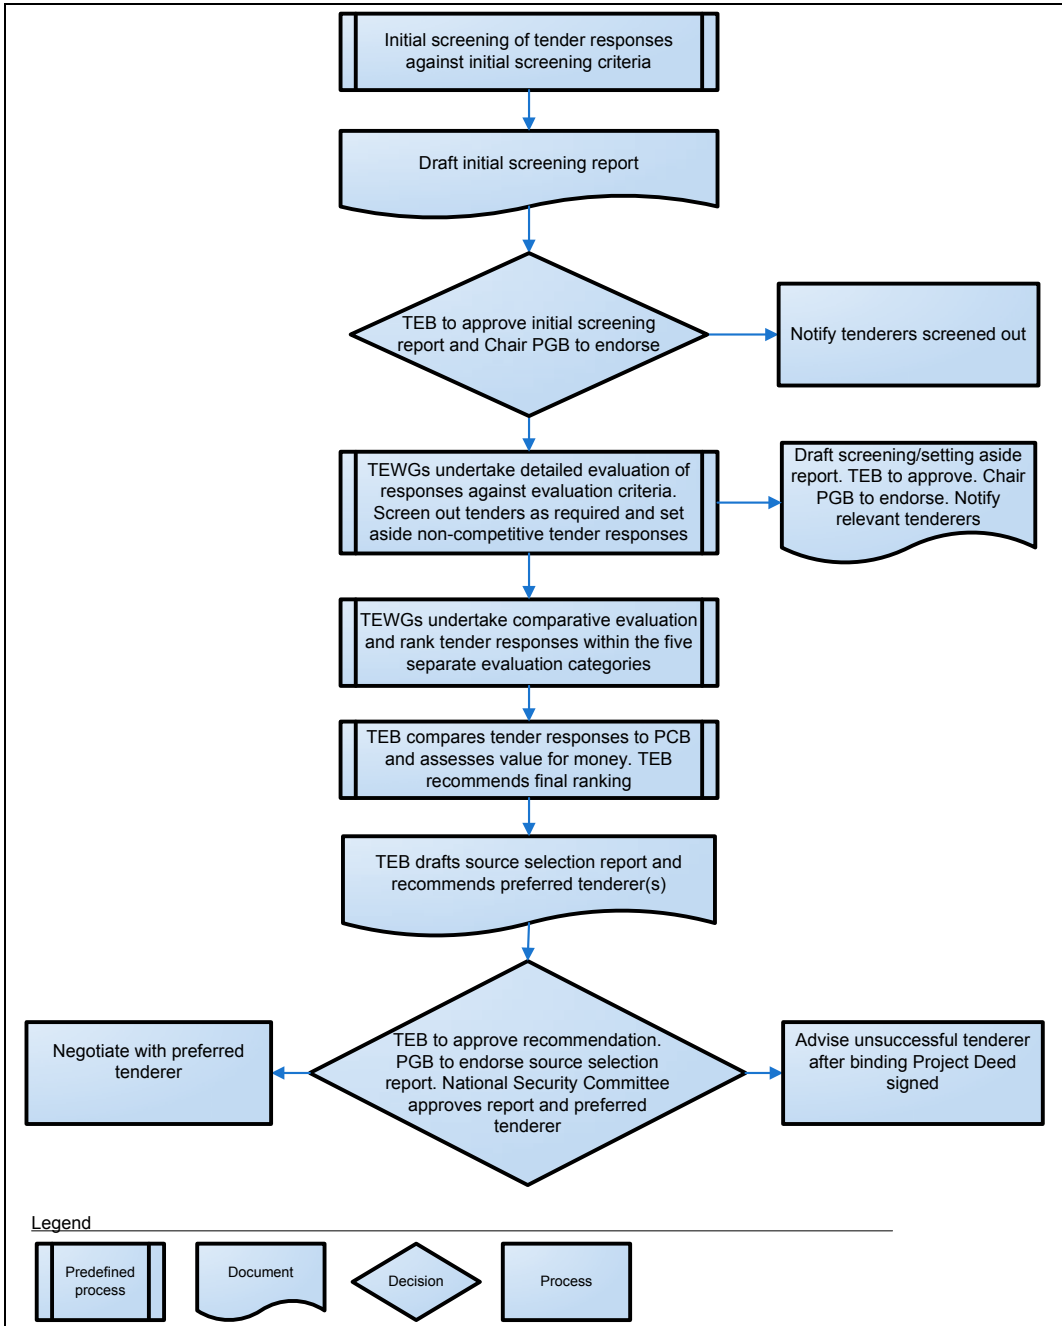 Initial screening of tender responses
against initial screening criteria
Draft initial screening report
TEB to approve initial screening
report and Chair PGB to endorse
Notify tenderers screened out
TEWGs undertake detailed evaluation of
responses against evaluation criteria.
Screen out tenders as required and set
aside non-competitive tender responses
Draft screening/setting aside
report. TEB to approve. Chair
PGB to endorse. Notify
relevant tenderers
TEWGs undertake comparative evaluation
and rank tender responses within the five
separate evaluation categories
TEB compares tender responses to PCB
and assesses value for money. TEB
recommends final ranking
TEB drafts source selection report and
recommends preferred tenderer(s)
Negotiate with preferred
tenderer
TEB to approve recommendation.
PGB to endorse source selection
report. National Security Committee
approves report and preferred
tenderer
Advise unsuccessful tenderer
after binding Project Deed
signed
Legend
Predefined
process
Document
Decision
Process